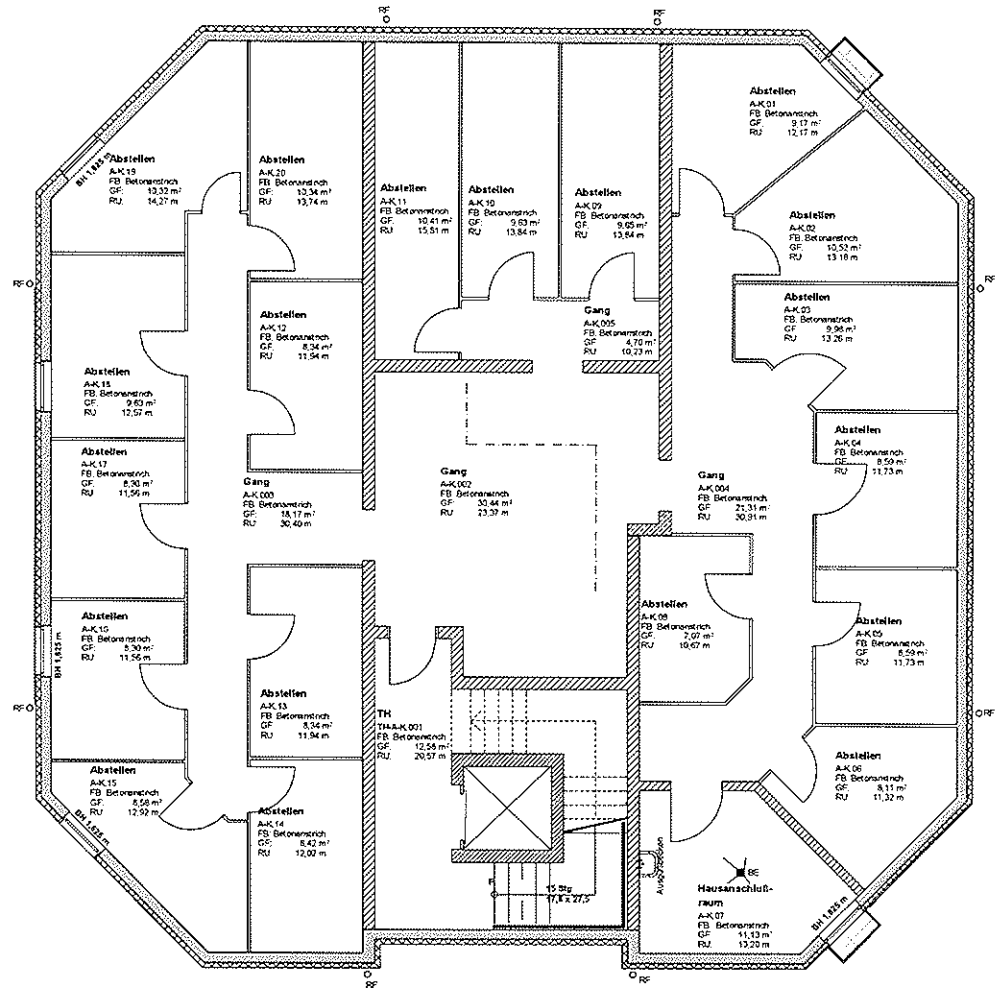 RF
RF
Abstellen
A-K.01
FB. Betonanstrich
GF: 9,17 m²
RU: 12,17 m
Abstellen
A-K.19
FB. Betonanstrich
GF: 13,32 m²
RU: 14,27 m
BH 1,825 m
Abstellen
A-K.20
FB. Betonanstrich
GF: 13,34 m²
RU: 13,74 m
Abstellen
A-K.11
FB. Betonanstrich
GF: 10,41 m²
RU: 15,81 m
Abstellen
A-K.10
FB. Betonanstrich
GF: 9,63 m²
RU: 13,84 m
Abstellen
A-K.09
FB. Betonanstrich
GF: 9,65 m²
RU: 13,84 m
Abstellen
A-K.02
FB. Betonanstrich
GF: 10,52 m²
RU: 13,18 m
RF
RF
Abstellen
A-K.03
FB. Betonanstrich
GF: 9,98 m²
RU: 13,26 m
Abstellen
A-K.12
FB. Betonanstrich
GF: 8,34 m²
RU: 11,94 m
Gang
A-K.005
FB. Betonanstrich
GF: 4,70 m²
RU: 10,23 m
Abstellen
A-K.18
FB. Betonanstrich
GF: 9,63 m²
RU: 12,57 m
Abstellen
A-K.04
FB. Betonanstrich
GF: 8,59 m²
RU: 11,73 m
Abstellen
A-K.17
FB. Betonanstrich
GF: 8,30 m²
RU: 11,56 m
Gang
A-K.003
FB. Betonanstrich
GF: 18,17 m²
RU: 30,40 m
Gang
A-K.002
FB. Betonanstrich
GF: 30,44 m²
RU: 23,37 m
Gang
A-K.004
FB. Betonanstrich
GF: 21,31 m²
RU: 30,91 m
Abstellen
A-K.16
FB. Betonanstrich
GF: 8,30 m²
RU: 11,56 m
BH 1,825 m
Abstellen
A-K.08
FB. Betonanstrich
GF: 7,07 m²
RU: 10,67 m
Abstellen
A-K.05
FB. Betonanstrich
GF: 8,59 m²
RU: 11,73 m
RF
RF
Abstellen
A-K.13
FB. Betonanstrich
GF: 8,34 m²
RU: 11,94 m
TH
TH-A-K.001
FB. Betonanstrich
GF: 12,58 m²
RU: 20,57 m
Abstellen
A-K.15
FB. Betonanstrich
GF: 8,58 m²
RU: 12,92 m
BH 1,825 m
Abstellen
A-K.14
FB. Betonanstrich
GF: 8,42 m²
RU: 12,02 m
Abstellen
A-K.06
FB. Betonanstrich
GF: 8,11 m²
RU: 11,32 m
Ausgußbecken
BE
15 Stg
17,8 x 27,5
Hausanschluß-
raum
A-K.07
FB. Betonanstrich
GF: 11,13 m²
RU: 13,20 m
BH 1,825 m
RF
RF